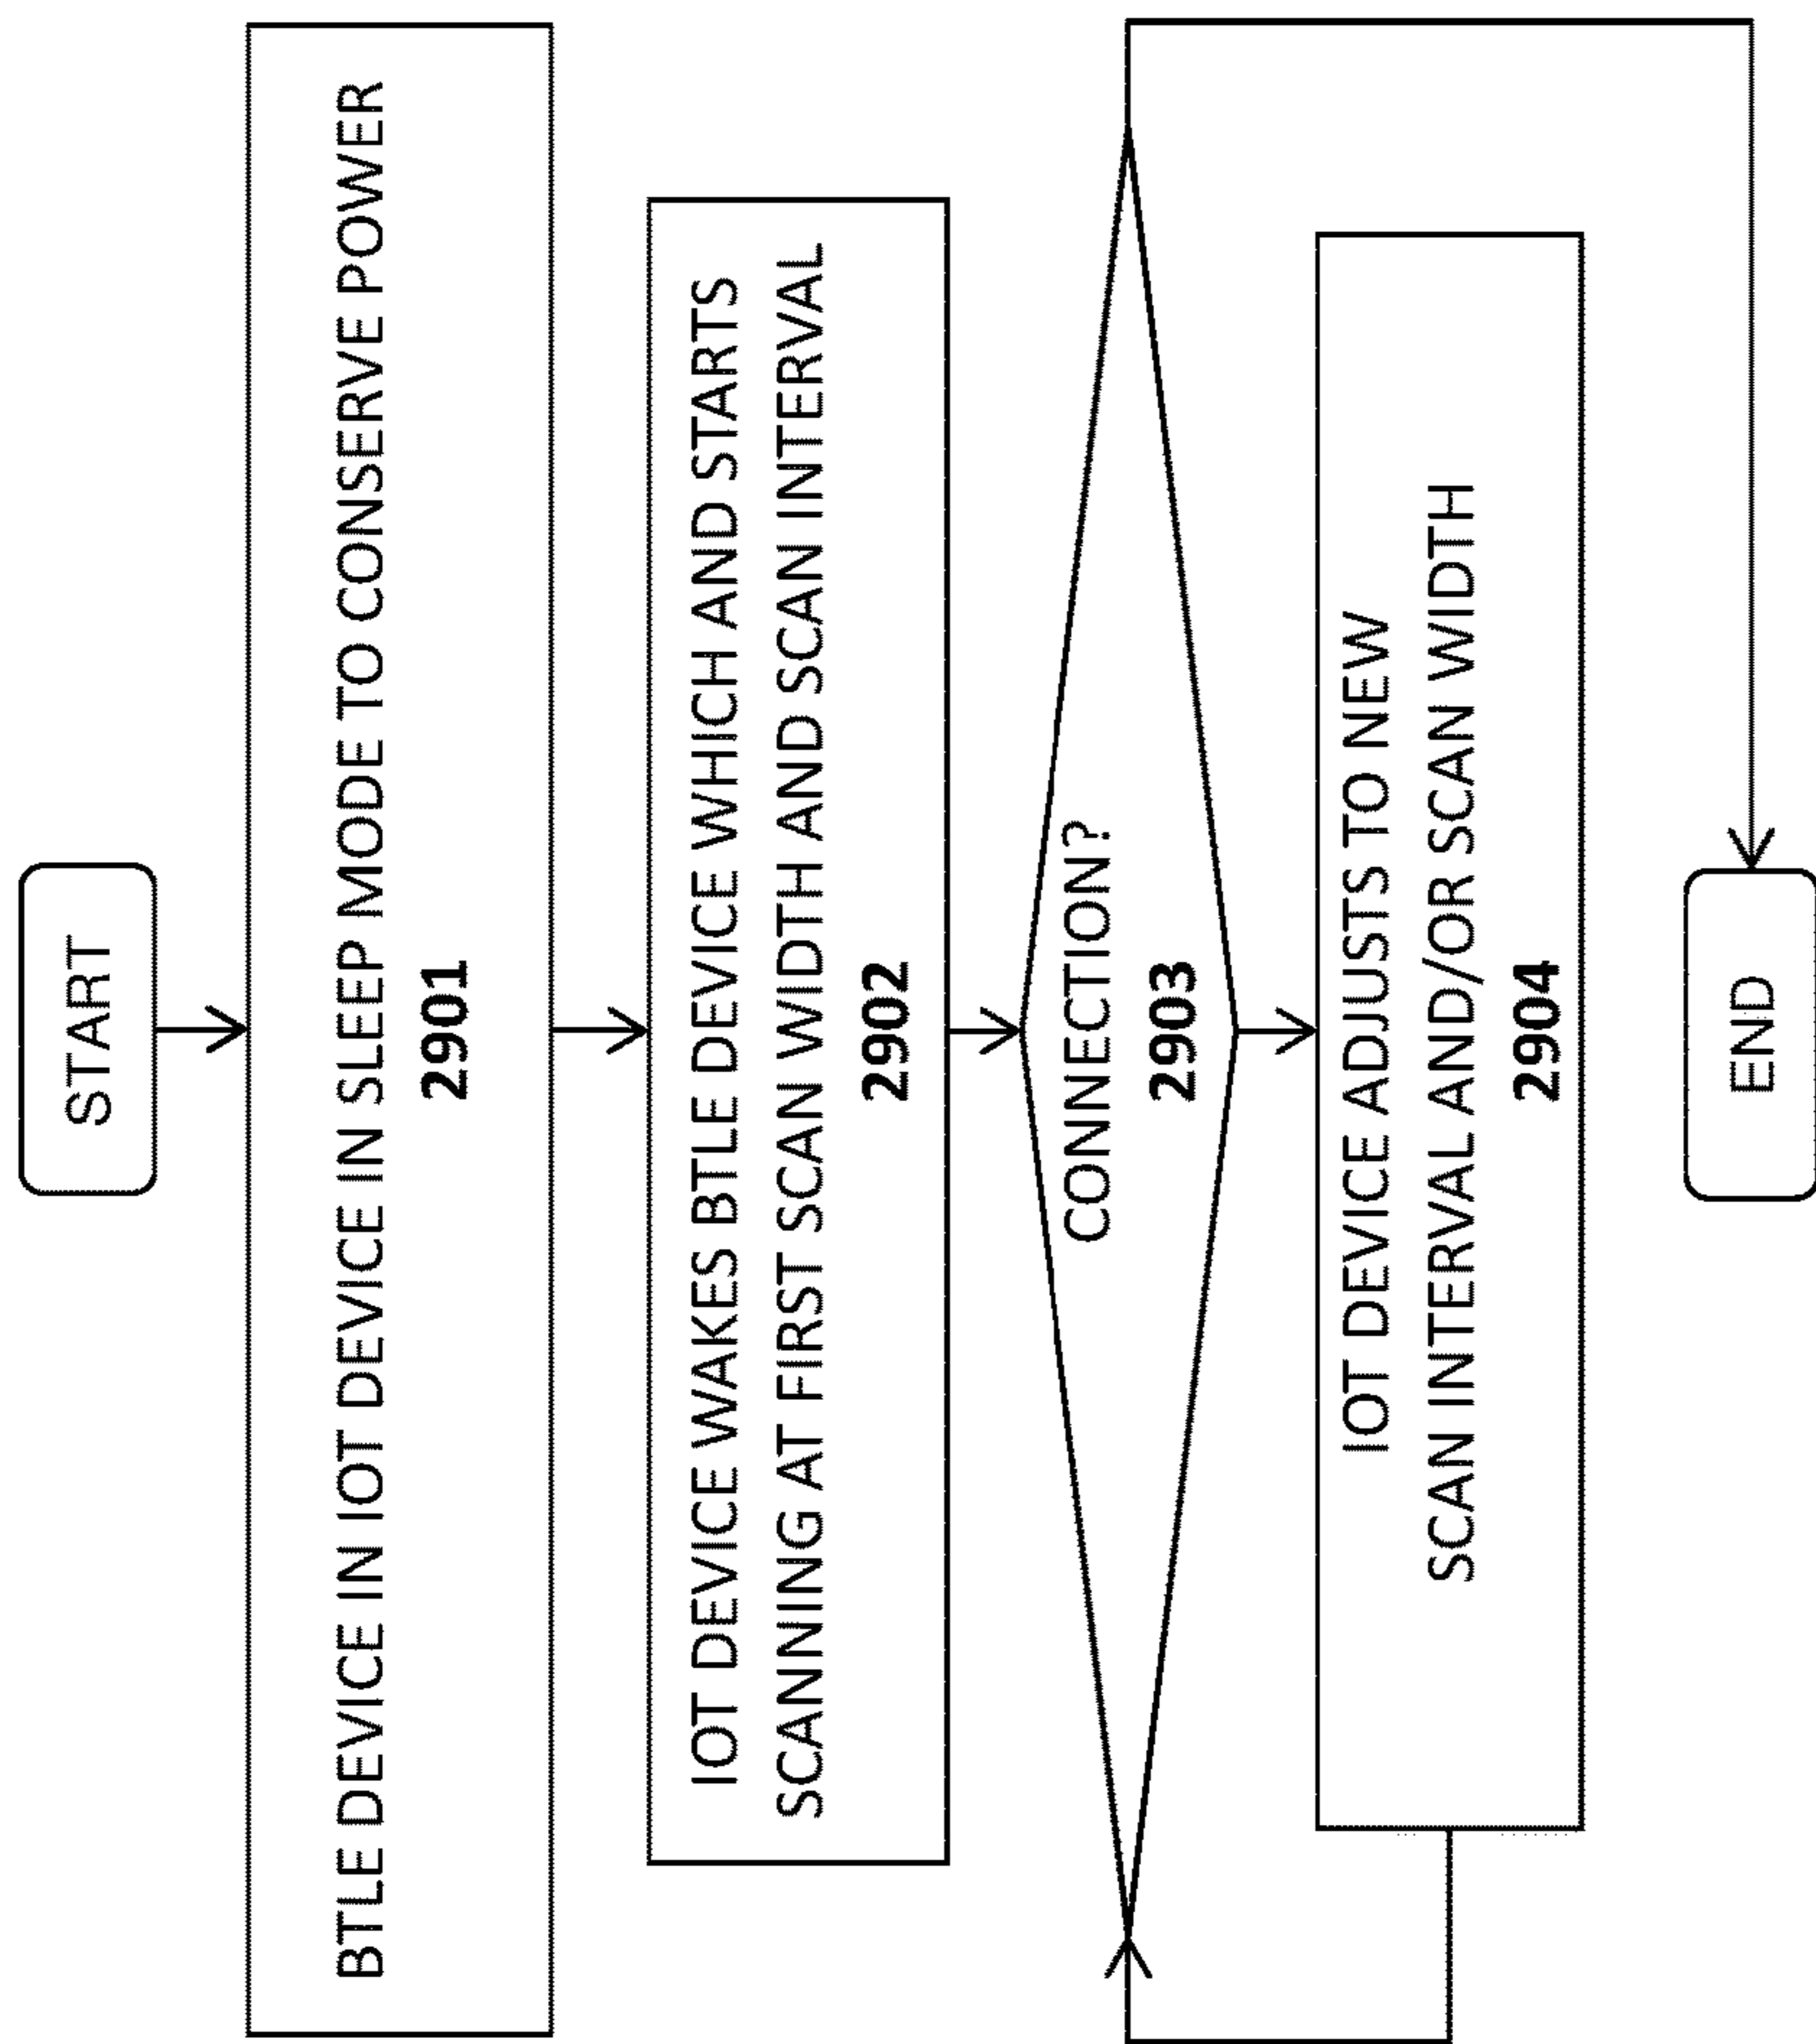 START
BTLE DEVICE IN IOT DEVICE IN SLEEP MODE TO CONSERVE POWER
2901
IOT DEVICE WAKES BTLE DEVICE WHICH AND STARTS
SCANNING AT FIRST SCAN WIDTH AND SCAN INTERVAL
2902
CONNECTION?
2903
IOT DEVICE ADJUSTS TO NEW
SCAN INTERVAL AND/OR SCAN WIDTH
2904
END